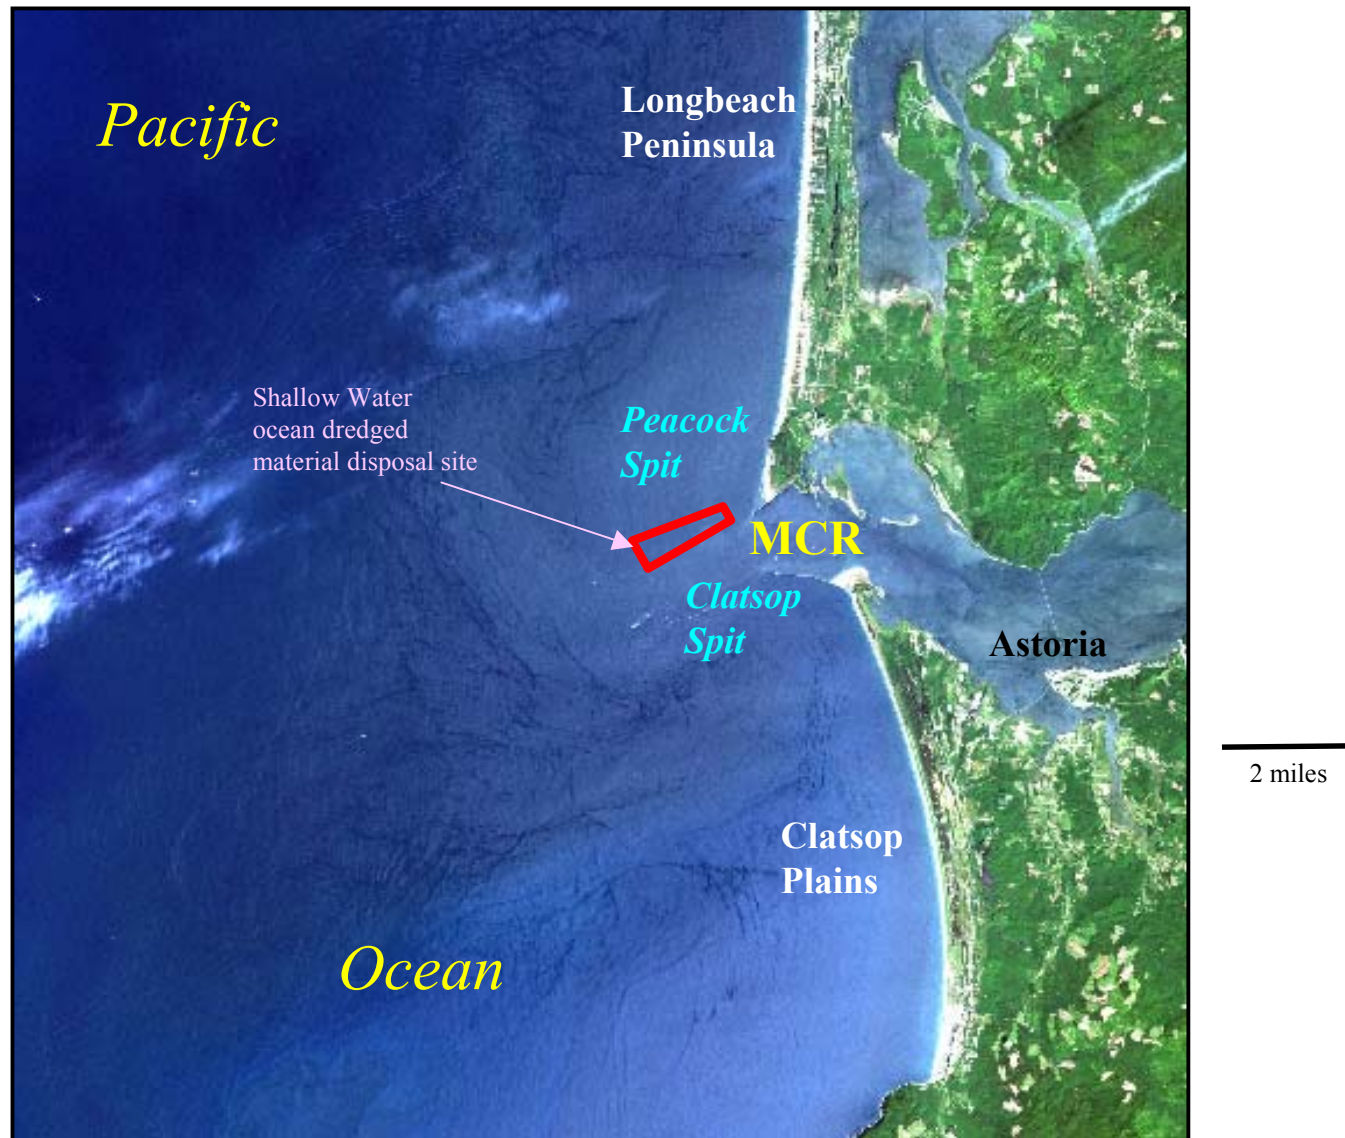 Pacific
Longbeach
Peninsula
Shallow Water
ocean dredged
material disposal site
Peacock
Spit
MCR
Clatsop
Spit
Astoria
2 miles
Clatsop
Plains
Ocean